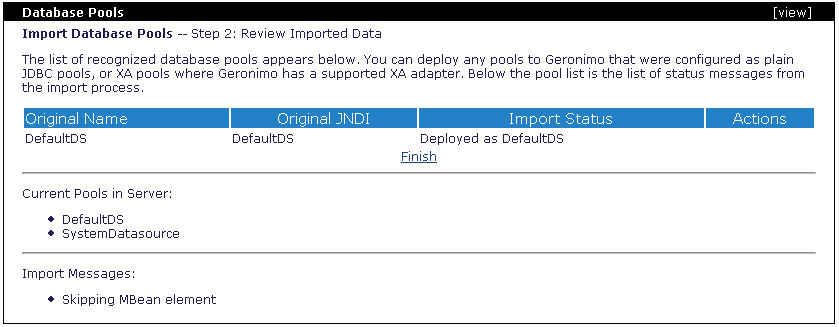 Database Pools [view]
Import Database Pools -- Step 2: Review Imported Data
The list of recognized database pools appears below. You can deploy any pools to Geronimo that were configured as plain
JDBC pools, or XA pools where Geronimo has a supported XA adapter. Below the pool list is the list of status messages from
the import process.
Original Name Original JNDI Import Status Actions
DefaultDS DefaultDS Deployed as DefaultDS
Finish
Current Pools in Server:
DefaultDS
SystemDatasource
Import Messages:
Skipping MBean element